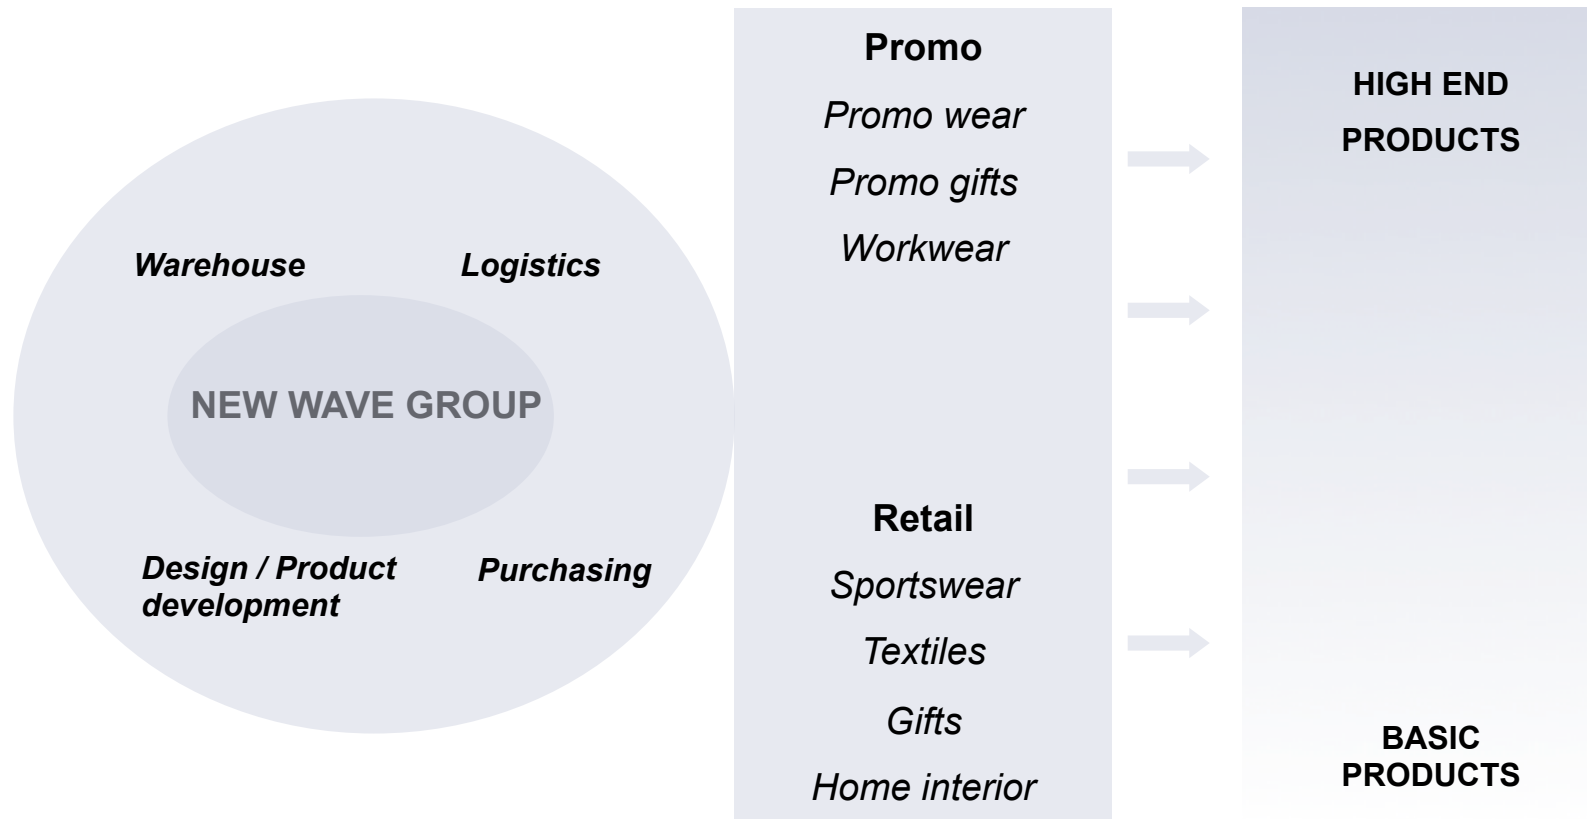 Warehouse
Logistics
NEW WAVE GROUP
Design / Product
development
Purchasing
Promo
Promo wear
Promo gifts
Workwear
Retail
Sportswear
Textiles
Gifts
Home interior
HIGH END
PRODUCTS
BASIC
PRODUCTS